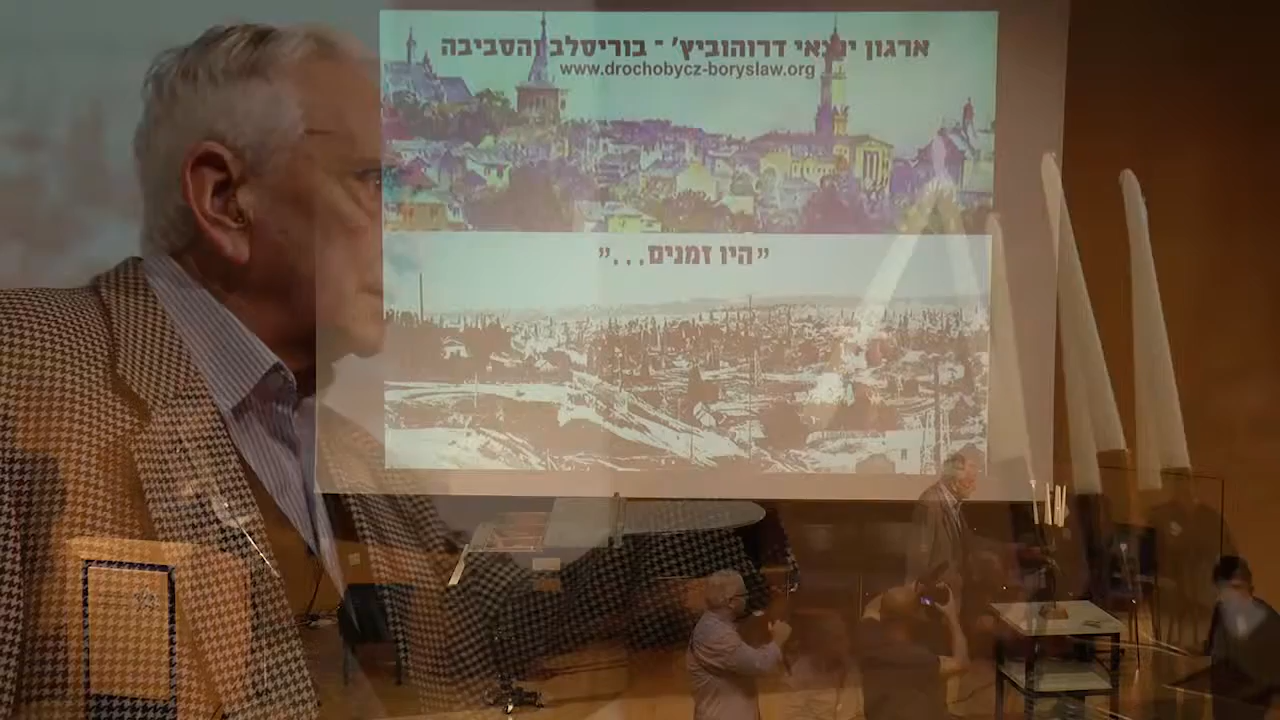 ארגון יוצאי דרוהוביץ' - בוריסלב והסביבה
www.drochobycz-boryslaw.org
"היו זמנים..."